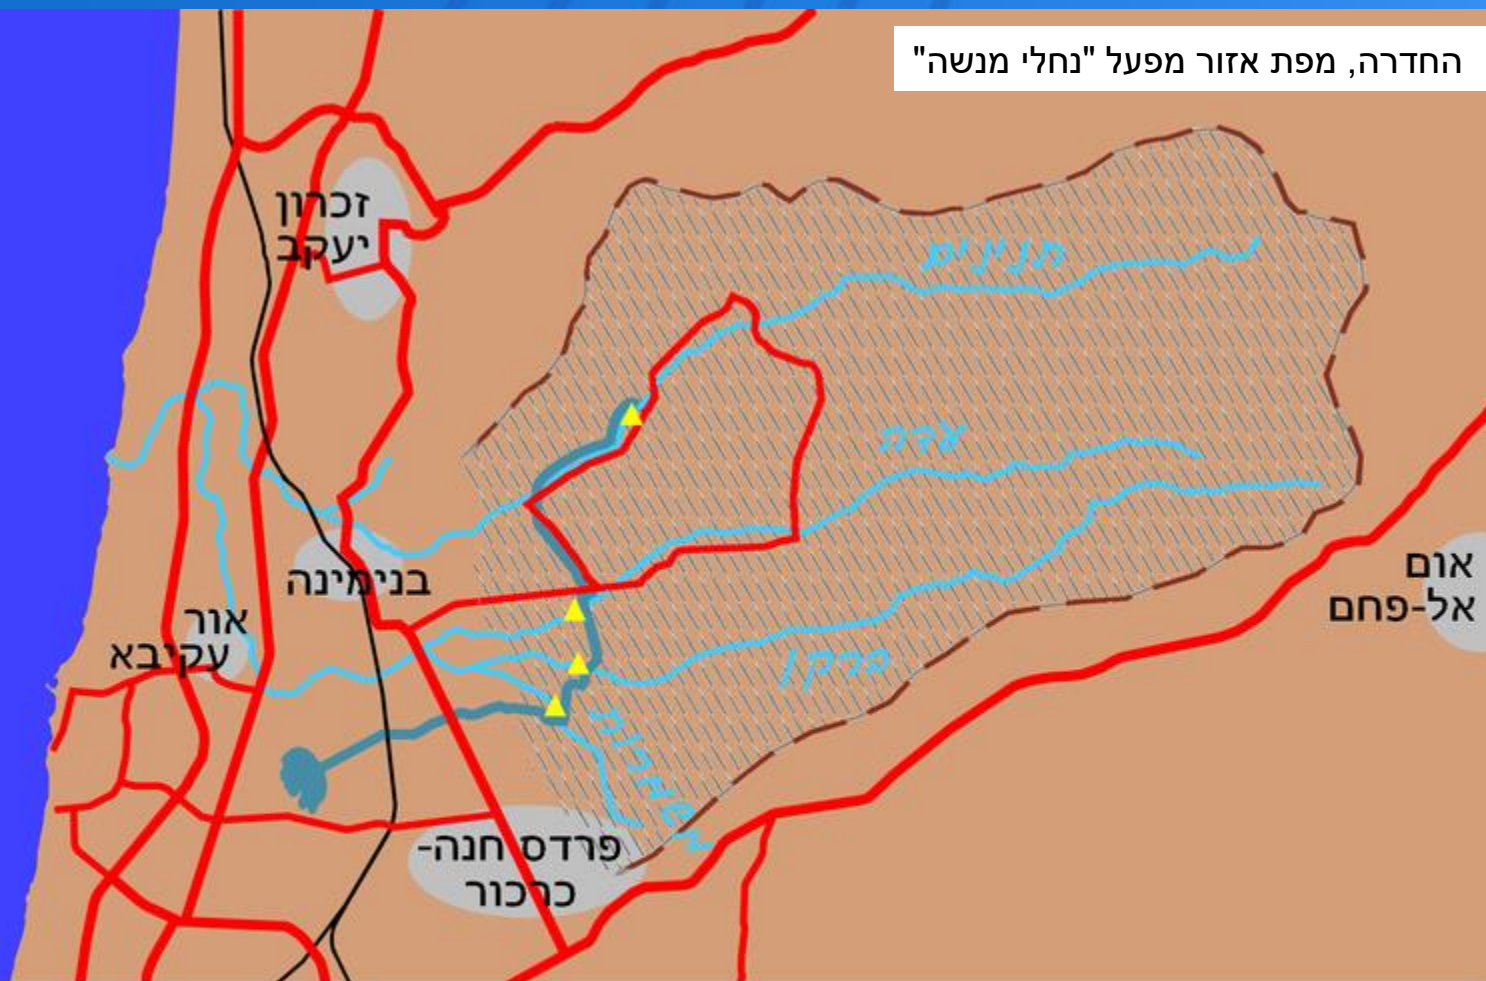 החדרה, מפת אזור מפעל "נחלי מנשה"
זכרון
יעקב
תנינים
עדה
אום
אל-פחם
בנימינה
אור
עקיבא
ברקן
משמרות
פרדס חנה-
כרכור